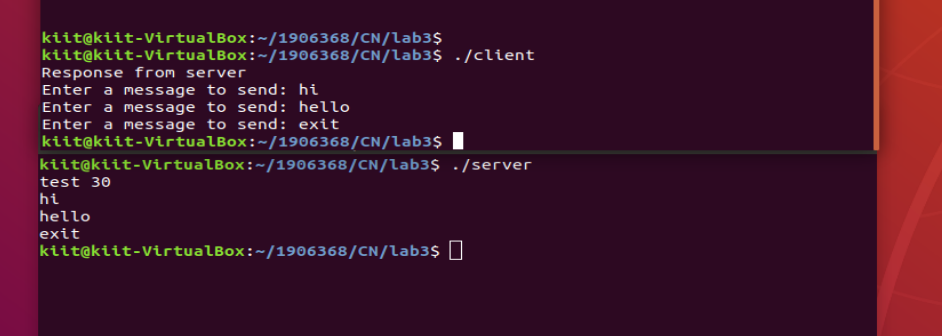 kiit@kiit-VirtualBox:~/1906368/CN/lab3$
kiit@kiit-VirtualBox:~/1906368/CN/lab3$ ./client
Response from server
Enter a message to send: hi
Enter a message to send: hello
Enter a message to send: exit
kiit@kiit-VirtualBox:~/1906368/CN/lab3$
kiit@kiit-VirtualBox:~/1906368/CN/lab3$ ./server
test 30
hi
hello
exit
kiit@kiit-VirtualBox:~/1906368/CN/lab3$